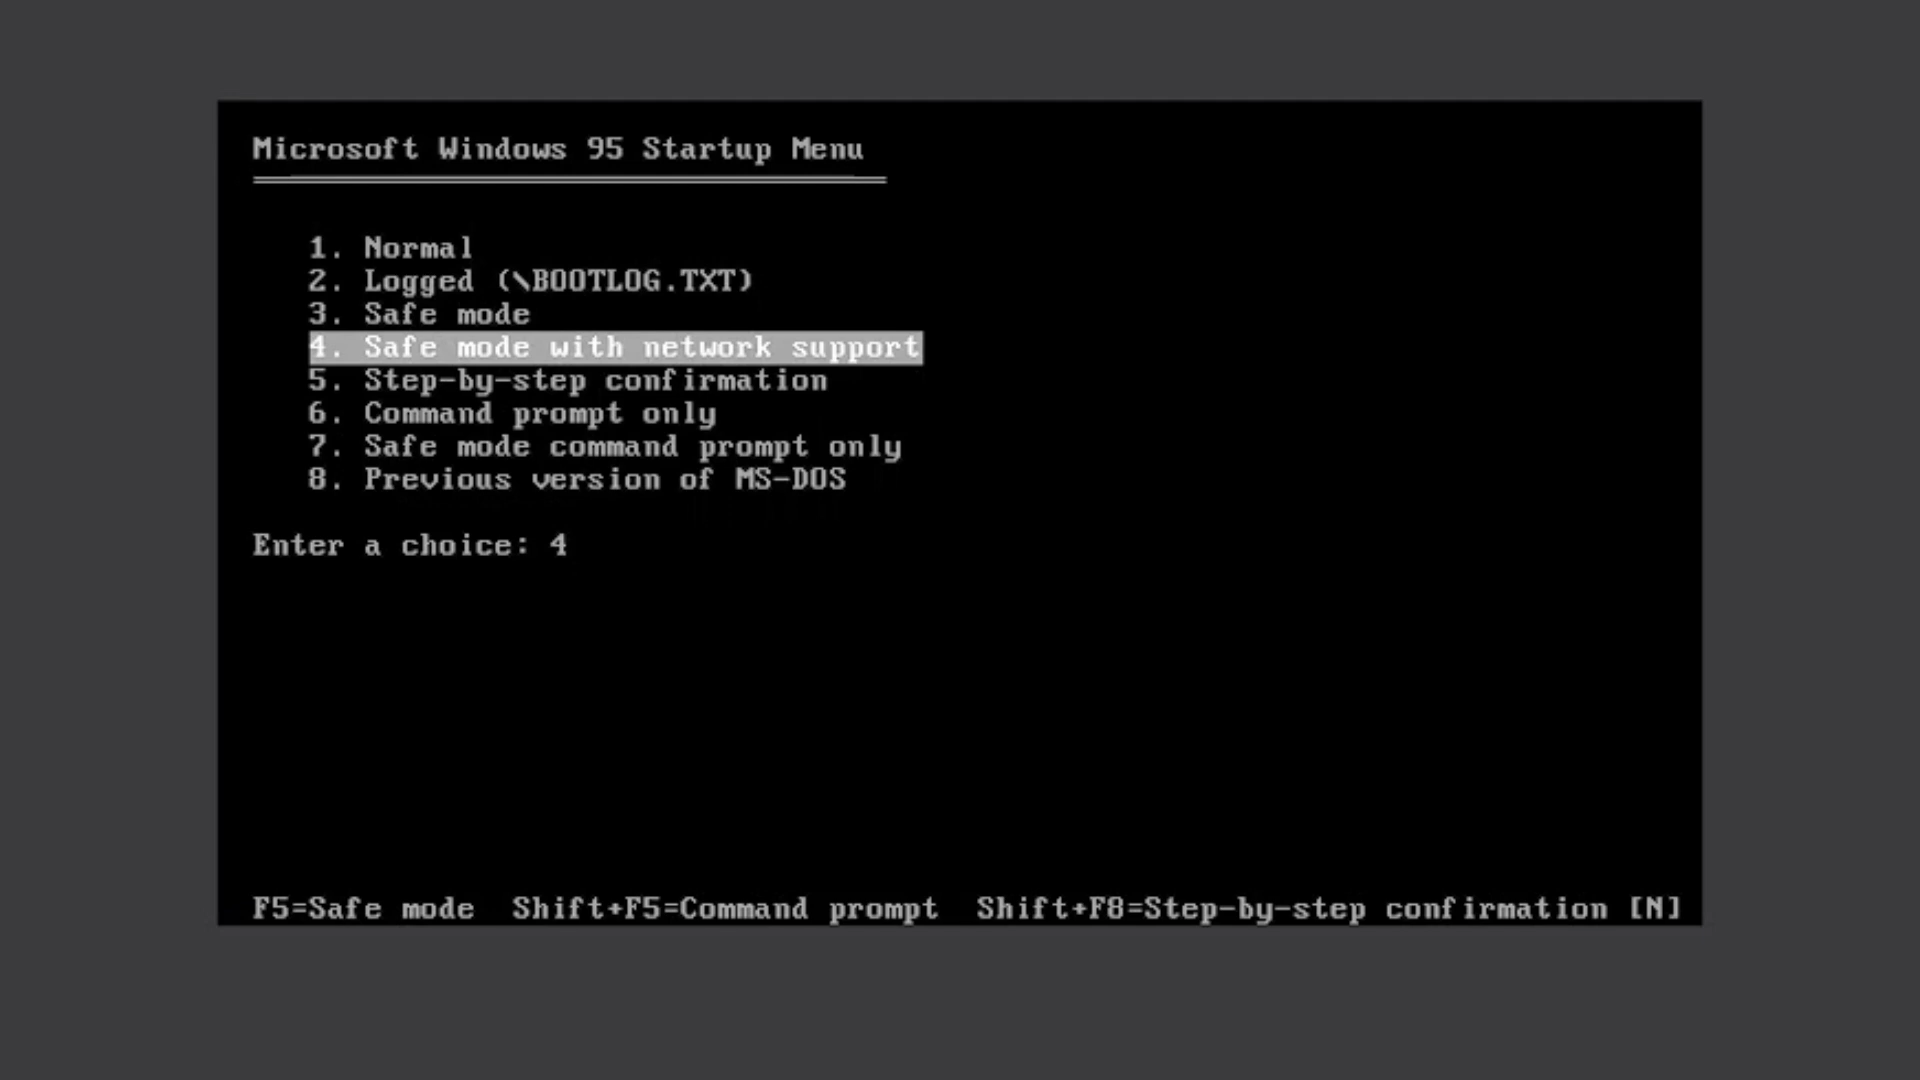 Microsoft Windows 95 Startup Menu
1. Normal
2. Logged (\BOOTLOG.TXT)
3. Safe mode
4. Safe mode with network support
5. Step-by-step confirmation
6. Command prompt only
7. Safe mode command prompt only
8. Previous version of MS-DOS
Enter a choice: 4
F5=Safe mode  Shift+F5=Command prompt  Shift+F8=Step-by-step confirmation [N]